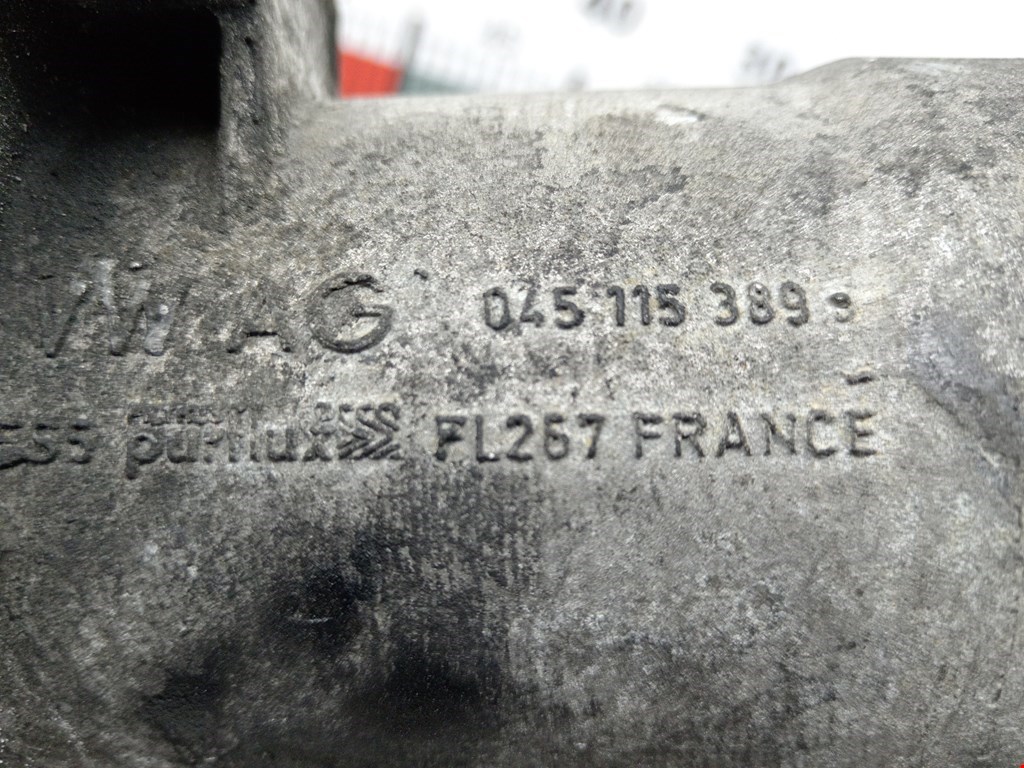 VW AG 045 115 389
purflux FL267 FRANCE